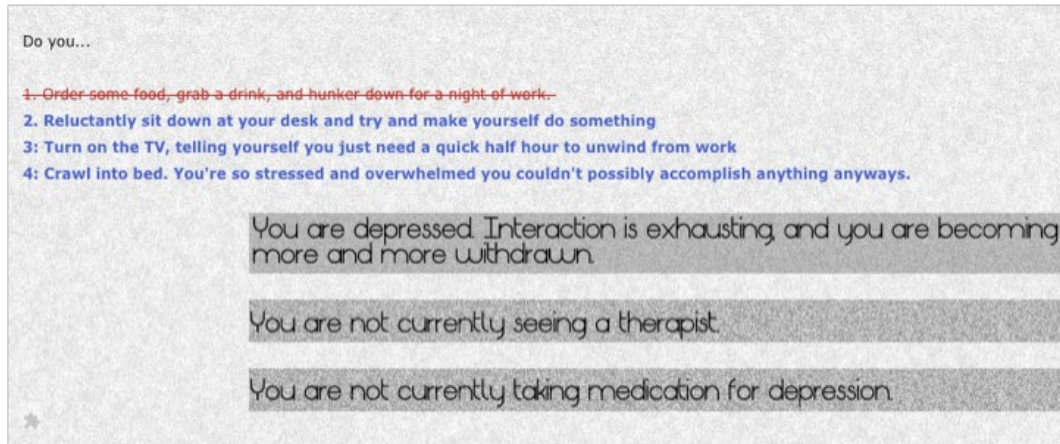 Do you...
1. Order some food, grab a drink, and hunker down for a night of work.
2. Reluctantly sit down at your desk and try and make yourself do something
3: Turn on the TV, telling yourself you just need a quick half hour to unwind from work
4: Crawl into bed. You're so stressed and overwhelmed you couldn't possibly accomplish anything anyways.
You are depressed. Interaction is exhausting, and you are becoming
more and more withdrawn.
You are not currently seeing a therapist.
You are not currently taking medication for depression.